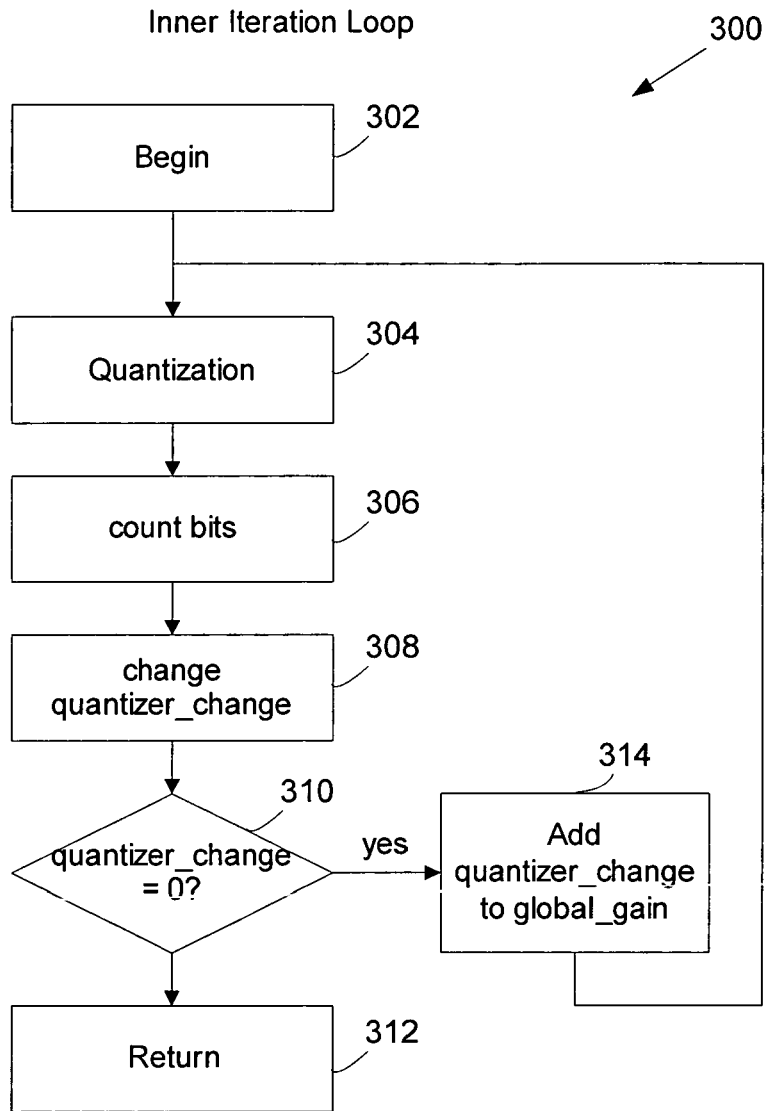 Inner Iteration Loop
300
302
Begin
304
Quantization
306
count bits
308
change
quantizer_change
310
quantizer_change
= 0?
yes
314
Add
quantizer_change
to global_gain
312
Return